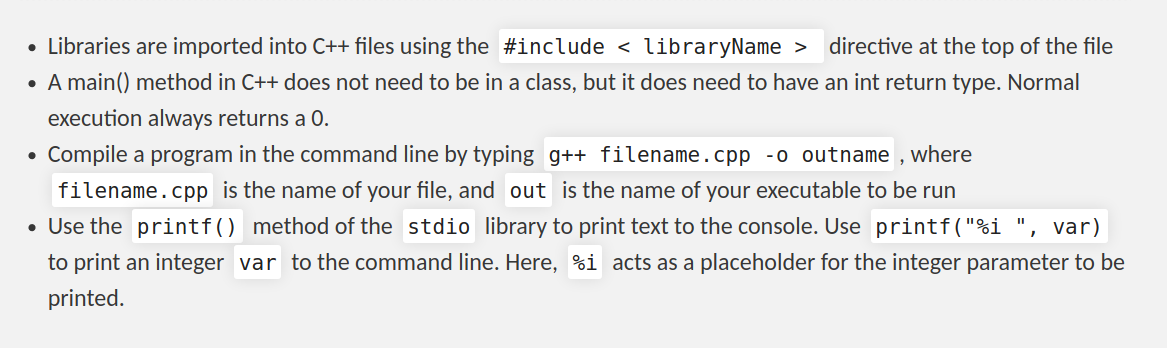 • Libraries are imported into C++ files using the #include < libraryName > directive at the top of the file
• A main() method in C++ does not need to be in a class, but it does need to have an int return type. Normal
execution always returns a 0.
• Compile a program in the command line by typing g++ filename.cpp -o outname , where
filename.cpp is the name of your file, and out is the name of your executable to be run
• Use the printf() method of the stdio library to print text to the console. Use printf("%i ", var)
to print an integer var to the command line. Here, %i acts as a placeholder for the integer parameter to be
printed.